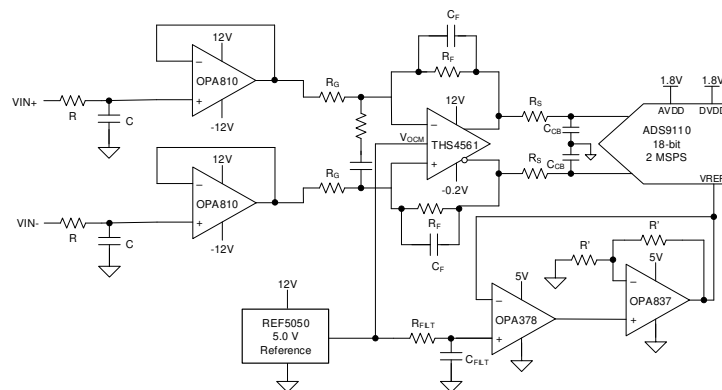 12V
OPA810
-12V
VIN+
R
C
RG
CF
RF
12V
VOCM
THS4561
-0.2V
RS
CCB
1.8V
1.8V
AVDD
DVDD
ADS9110
18-bit
2 MSPS
VREF
12V
OPA810
-12V
VIN-
R
C
RG
RF
CF
RS
CCB
12V
REF5050
5.0 V
Reference
RFILT
CFILT
5V
OPA378
R'
R'
5V
OPA837